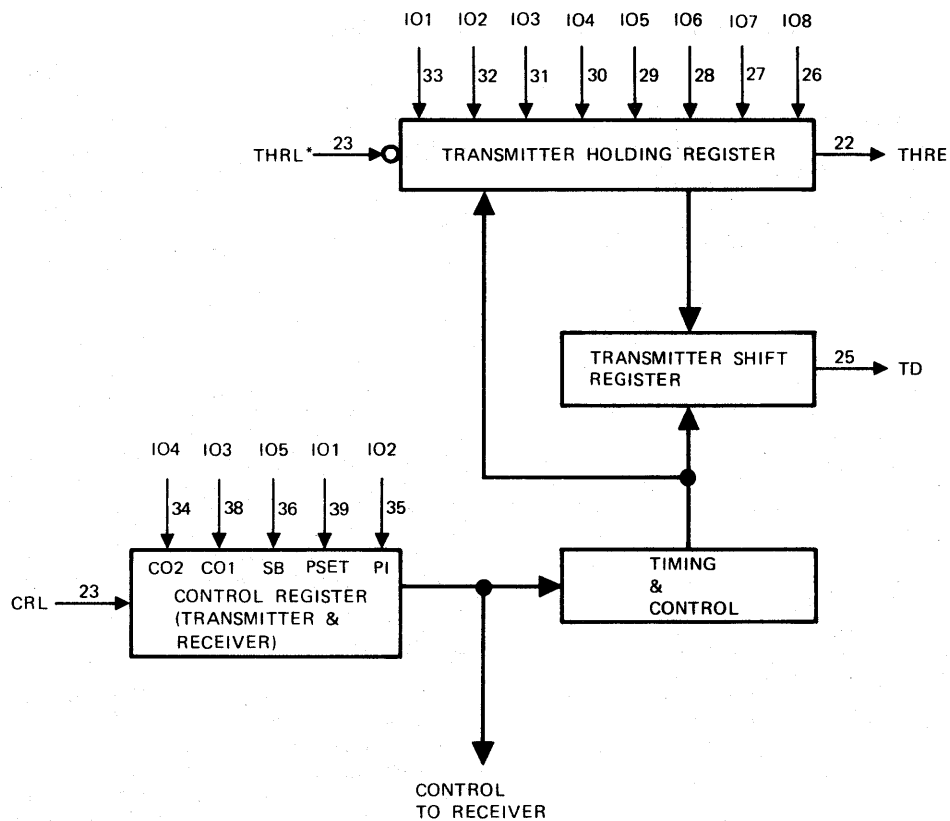 IO1 IO2 IO3 IO4 IO5 IO6 IO7 IO8
33 32 31 30 29 28 27 26
THRL* 23 TRANSMITTER HOLDING REGISTER 22 THRE
TRANSMITTER SHIFT
REGISTER
25 TD
IO4 IO3 IO5 IO1 IO2
34 38 36 39 35
CO2 CO1 SB PSET PI
CRL 23 CONTROL REGISTER
(TRANSMITTER &
RECEIVER)
TIMING
&
CONTROL
CONTROL
TO RECEIVER